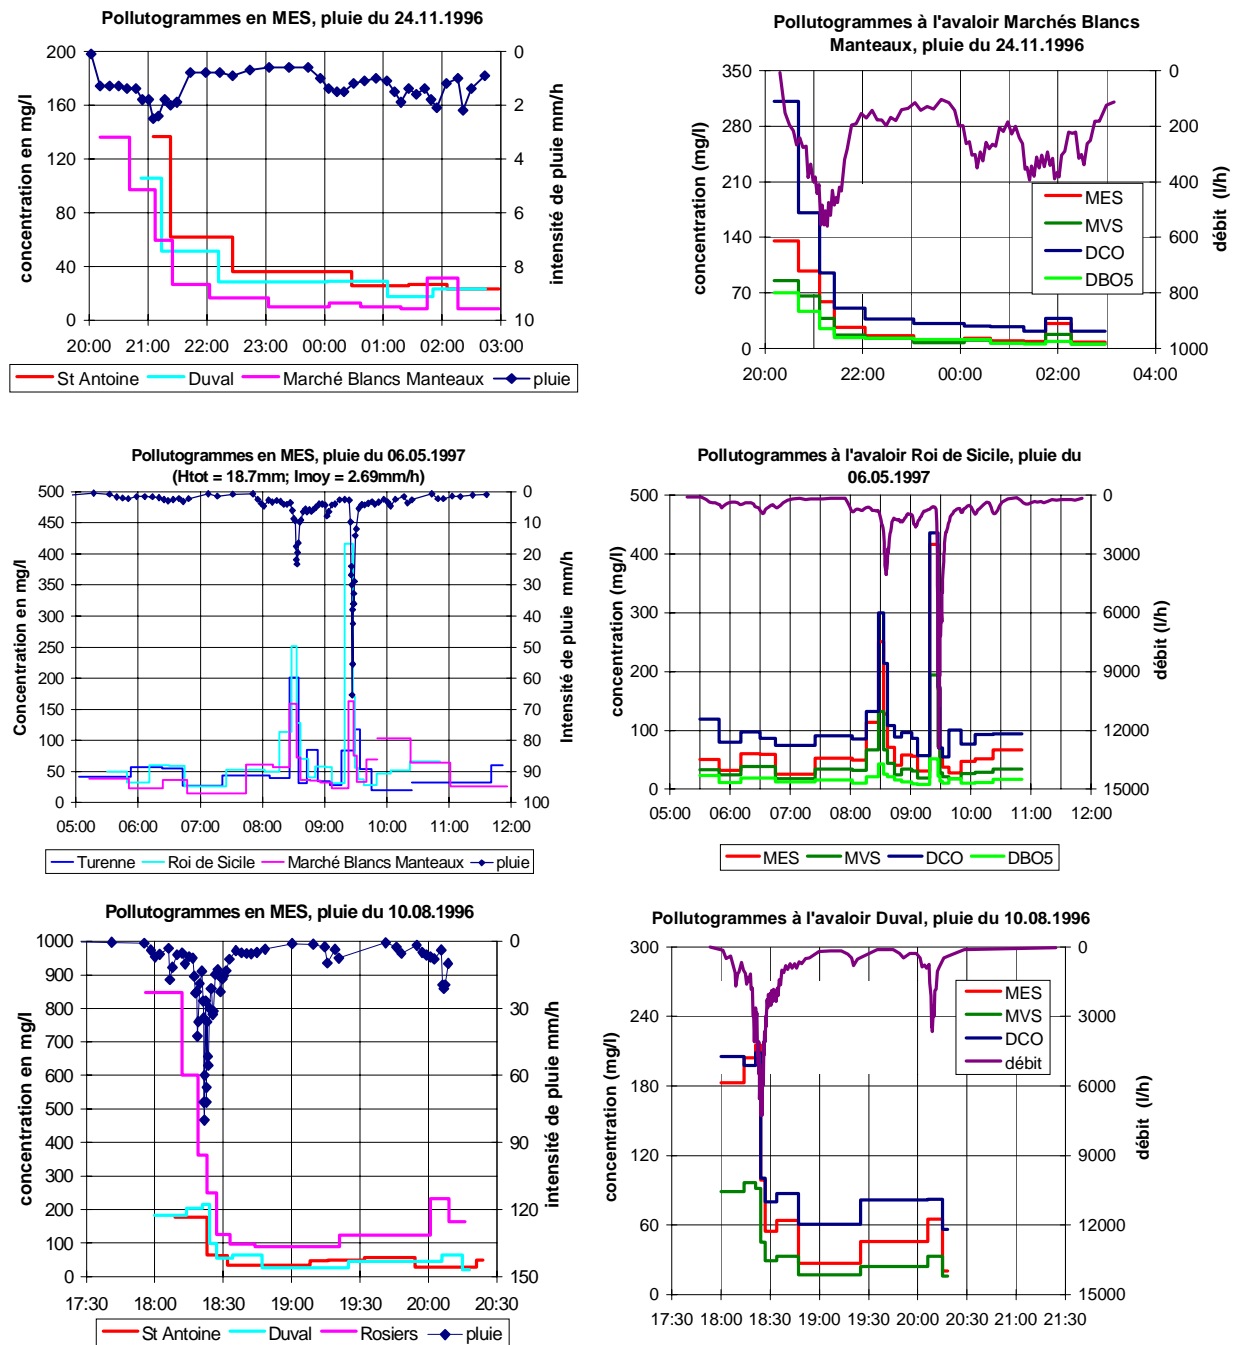 Pollutogrammes en MES, pluie du 24.11.1996
concentration en mg/l
200
160
120
80
40
0
0
2
4
6
8
10
intensité de pluie mm/h
20:00 21:00 22:00 23:00 00:00 01:00 02:00 03:00
St Antoine Duval Marché Blancs Manteaux pluie
Pollutogrammes à l'avaloir Marchés Blancs
Manteaux, pluie du 24.11.1996
concentration (mg/l)
350
280
210
140
70
0
0
200
400
600
800
1000
débit (l/h)
MES
MVS
DCO
DBO5
20:00 22:00 00:00 02:00 04:00
Pollutogrammes en MES, pluie du 06.05.1997
(Htot = 18.7mm; Imoy = 2.69mm/h)
Concentration en mg/l
500
450
400
350
300
250
200
150
100
50
0
0
10
20
30
40
50
60
70
80
90
100
Intensité de pluie mm/h
05:00 06:00 07:00 08:00 09:00 10:00 11:00 12:00
Turenne Roi de Sicile Marché Blancs Manteaux pluie
Pollutogrammes à l'avaloir Roi de Sicile, pluie du
06.05.1997
concentration (mg/l)
500
400
300
200
100
0
0
3000
6000
9000
12000
15000
débit (l/h)
05:00 06:00 07:00 08:00 09:00 10:00 11:00 12:00
MES MVS DCO DBO5
Pollutogrammes en MES, pluie du 10.08.1996
concentration en mg/l
1000
900
800
700
600
500
400
300
200
100
0
0
30
60
90
120
150
intensité de pluie mm/h
17:30 18:00 18:30 19:00 19:30 20:00 20:30
St Antoine Duval Rosiers pluie
Pollutogrammes à l'avaloir Duval, pluie du 10.08.1996
concentration (mg/l)
300
240
180
120
60
0
0
3000
6000
9000
12000
15000
débit (l/h)
MES
MVS
DCO
débit
17:30 18:00 18:30 19:00 19:30 20:00 20:30 21:00 21:30